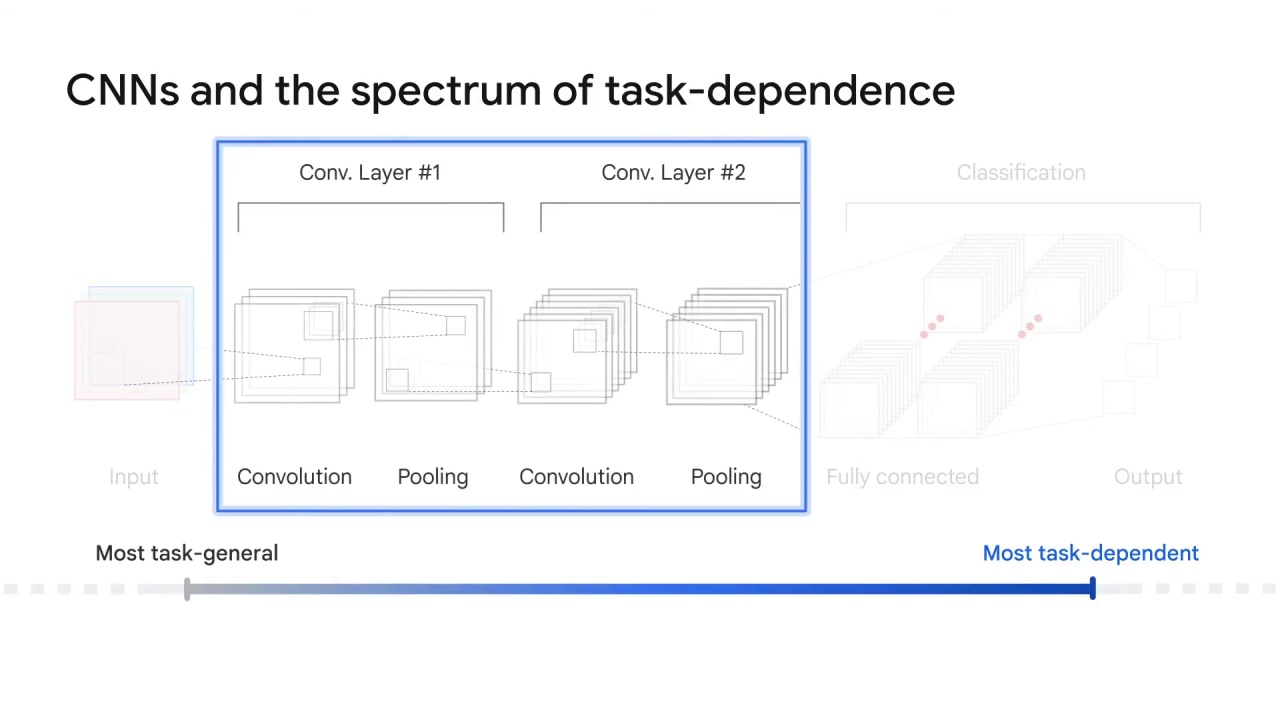 CNNs and the spectrum of task-dependence
Conv. Layer #1
Conv. Layer #2
Classification
Input
Convolution
Pooling
Convolution
Pooling
Fully connected
Output
Most task-general
Most task-dependent